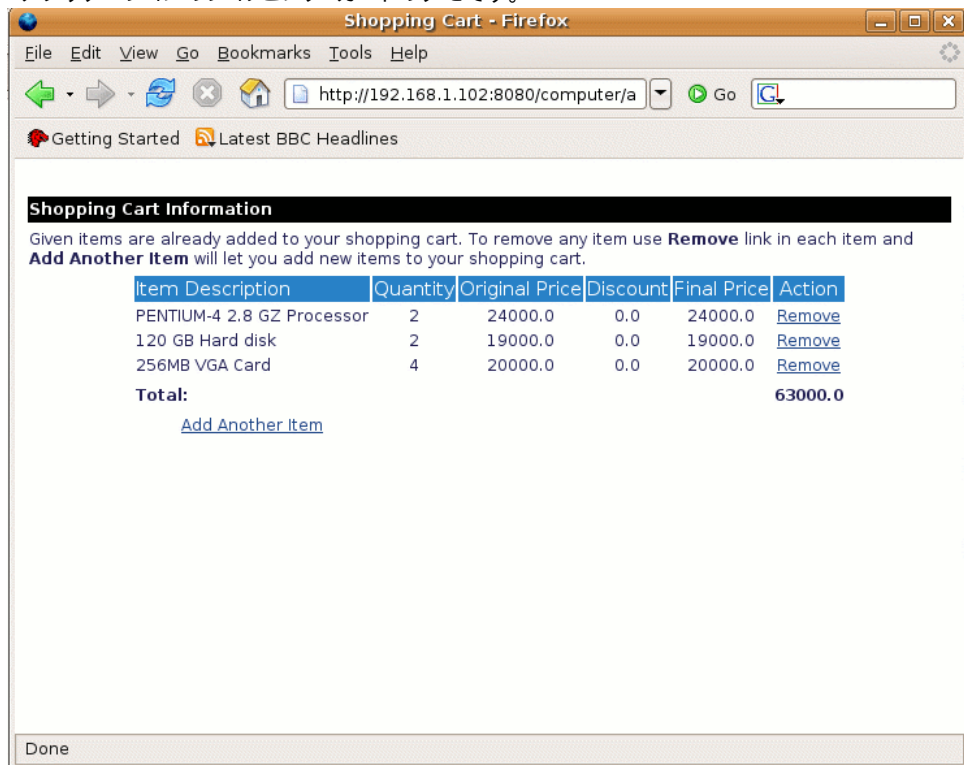 Shopping Cart - Firefox
File Edit View Go Bookmarks Tools Help
http://192.168.1.102:8080/computer/a Go G
Getting Started Latest BBC Headlines
Shopping Cart Information
Given items are already added to your shopping cart. To remove any item use Remove link in each item and
Add Another Item will let you add new items to your shopping cart.
Item Description Quantity Original Price Discount Final Price Action
PENTIUM-4 2.8 GZ Processor 2 24000.0 0.0 24000.0 Remove
120 GB Hard disk 2 19000.0 0.0 19000.0 Remove
256MB VGA Card 4 20000.0 0.0 20000.0 Remove
Total: 63000.0
Add Another Item
Done